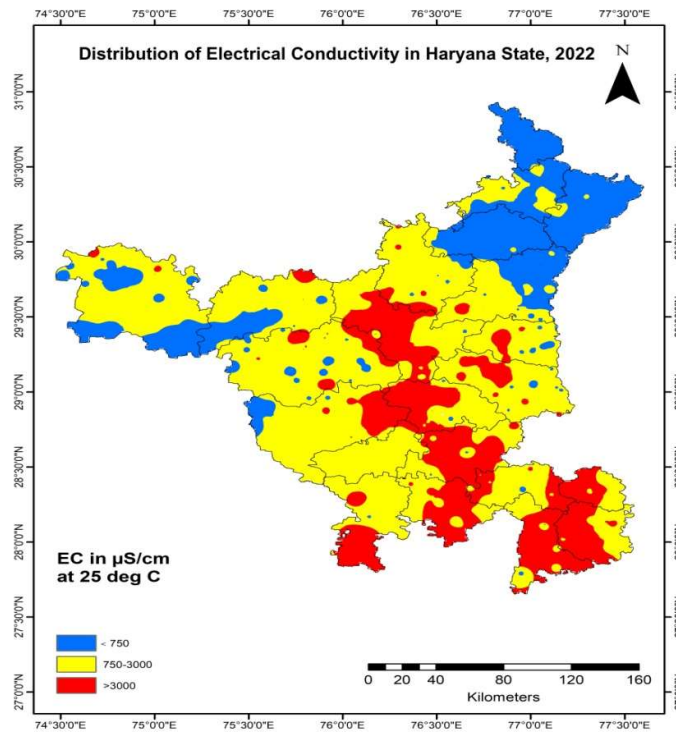 74°30'0"E 75°0'0"E 75°30'0"E 76°0'0"E 76°30'0"E 77°0'0"E 77°30'0"E
Distribution of Electrical Conductivity in Haryana State, 2022
N
31°0'0"N
30°30'0"N
30°0'0"N
29°30'0"N
29°0'0"N
28°30'0"N
28°0'0"N
27°30'0"N
27°0'0"N
EC in µS/cm
at 25 deg C
< 750
750-3000
>3000
0 10 20 40 80 120 160
Kilometers
74°30'0"E 75°0'0"E 75°30'0"E 76°0'0"E 76°30'0"E 77°0'0"E 77°30'0"E